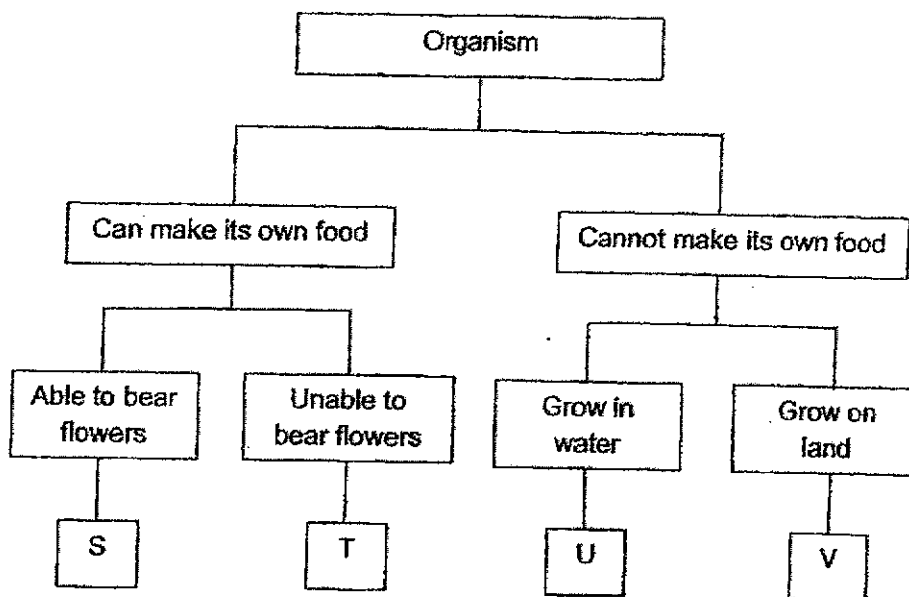 Organism
Can make its own food
Cannot make its own food
Able to bear
flowers
Unable to
bear flowers
Grow in
water
Grow on
land
S
T
U
V